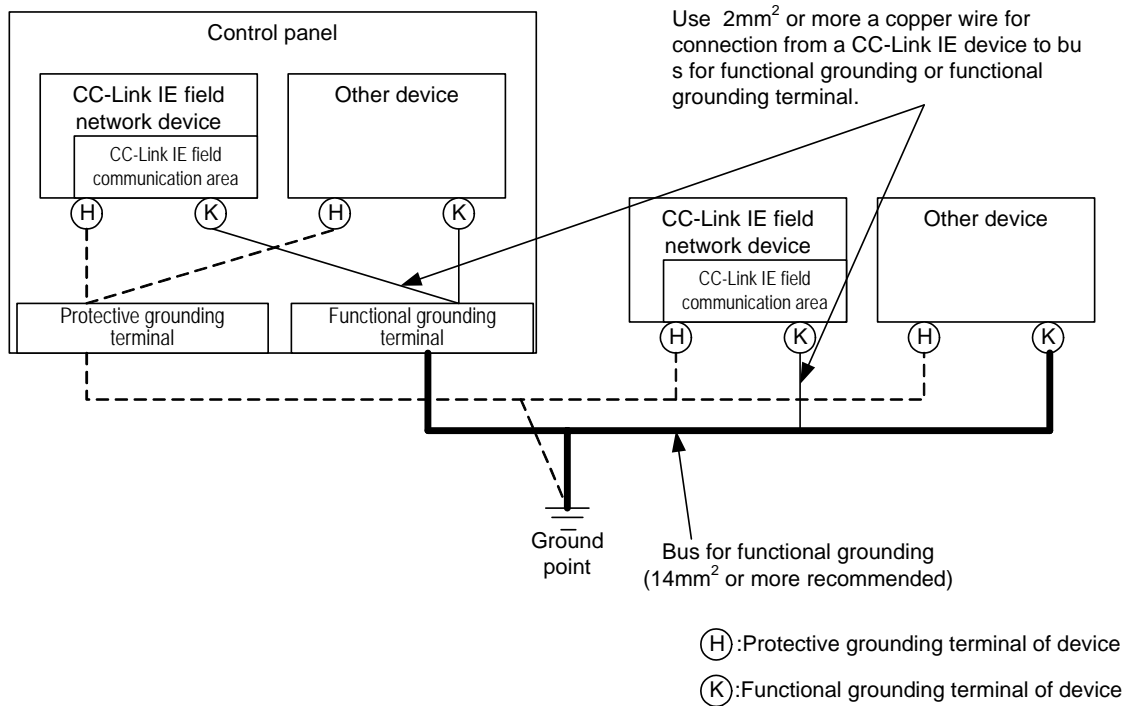 Control panel
Use 2mm2 or more a copper wire for
connection from a CC-Link IE device to bu
s for functional grounding or functional
grounding terminal.
CC-Link IE field
network device
CC-Link IE field
communication area
Other device
H
K
H
K
Protective grounding
terminal
Functional grounding
terminal
CC-Link IE field
network device
CC-Link IE field
communication area
Other device
H
K
H
K
Ground
point
Bus for functional grounding
(14mm2 or more recommended)
H :Protective grounding terminal of device
K :Functional grounding terminal of device